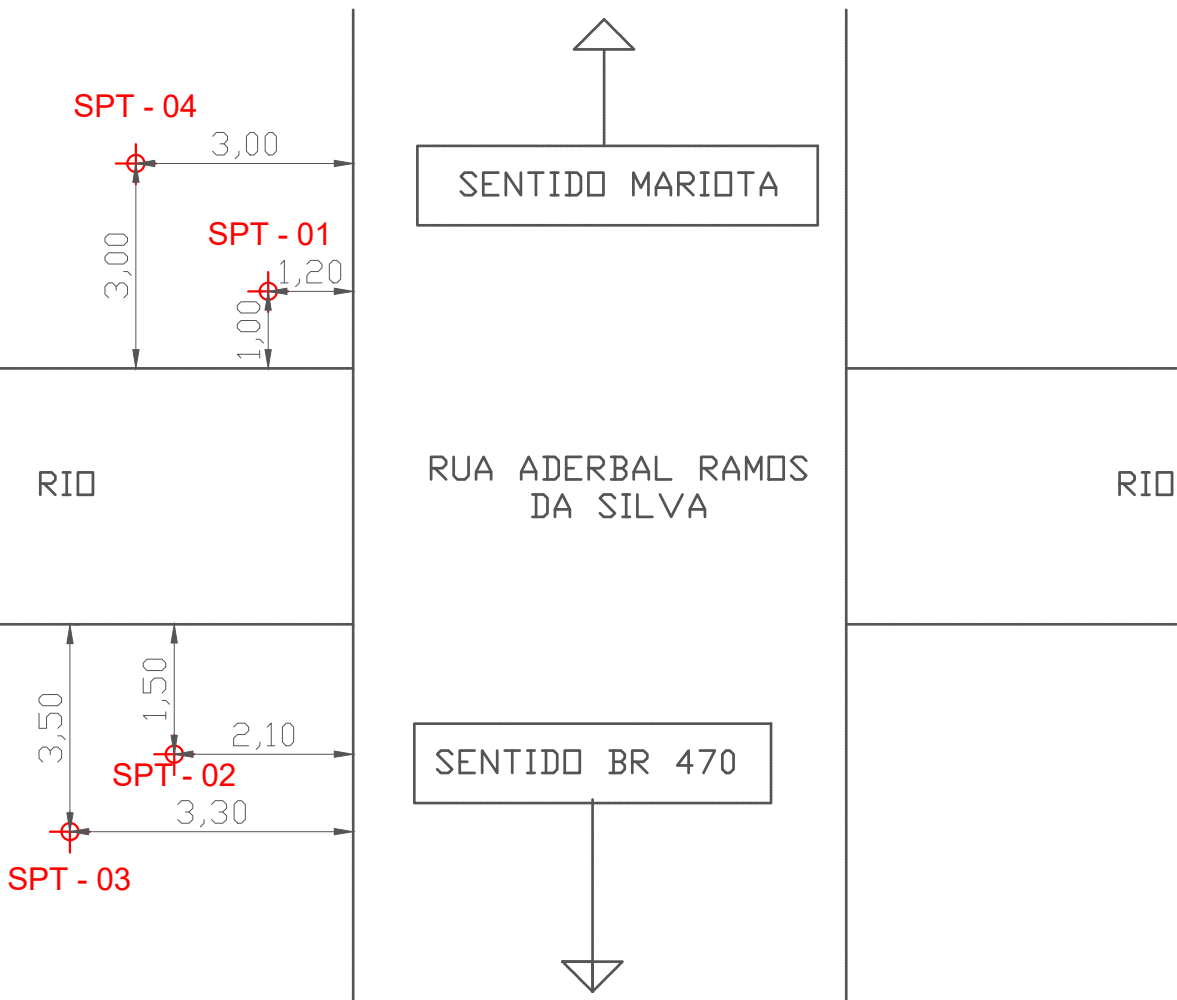 SPT - 04
3,00
SENTIDO MARIOTA
SPT - 01
3,00
1,20
1,00
RIO
RUA ADERBAL RAMOS
DA SILVA
RIO
1,50
3,50
2,10
SENTIDO BR 470
SPT - 02
3,30
SPT - 03